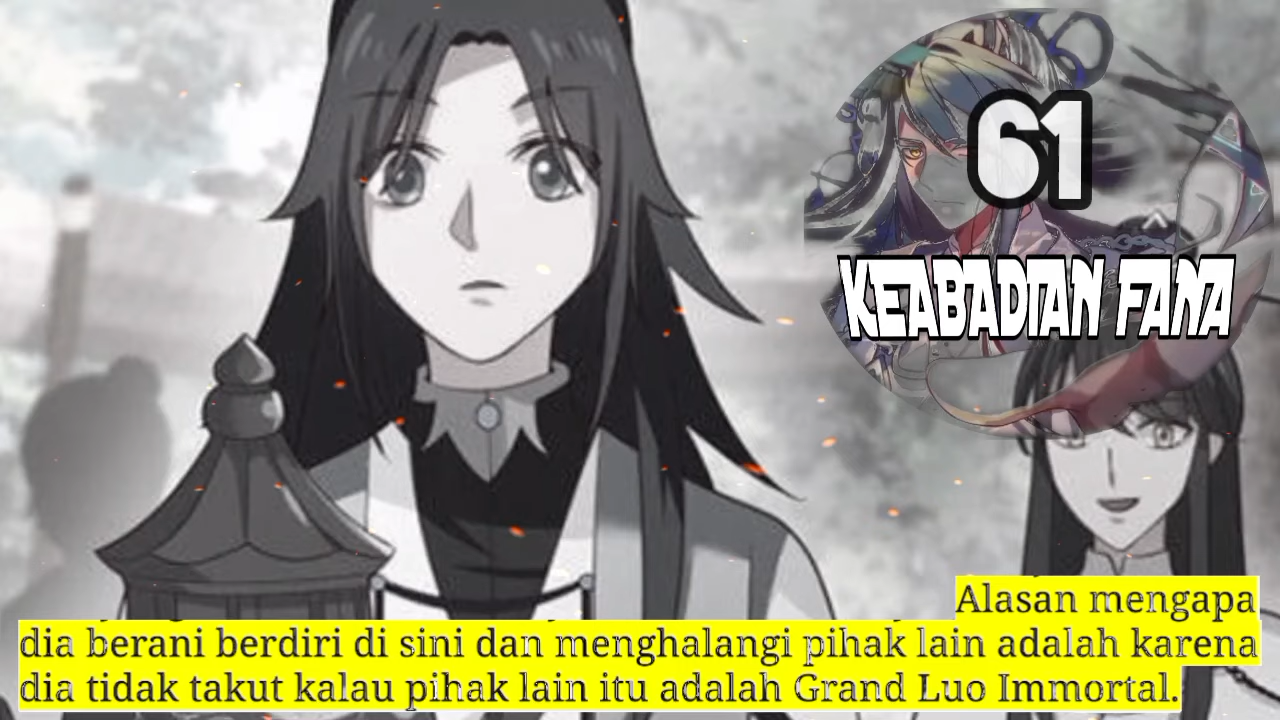 61
KEABADIAN FANA
Alasan mengapa
dia berani berdiri di sini dan menghalangi pihak lain adalah karena
dia tidak takut kalau pihak lain itu adalah Grand Luo Immortal.